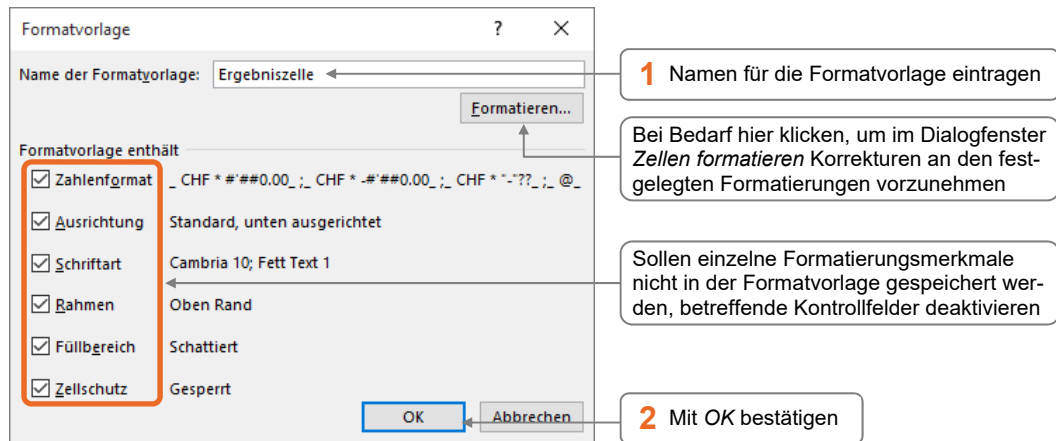 Formatvorlage ? ×
Name der Formatvorlage: Ergebniszelle
Formatieren...
Formatvorlage enthält
Zahlenformat _ CHF * #'##0.00_ ;_ CHF * -#'##0.00_ ;_ CHF * "-"??_ ;_ @_
Ausrichtung Standard, unten ausgerichtet
Schriftart Cambria 10; Fett Text 1
Rahmen Oben Rand
Füllbereich Schattiert
Zellschutz Gesperrt
OK Abbrechen
1 Namen für die Formatvorlage eintragen
Bei Bedarf hier klicken, um im Dialogfenster
Zellen formatieren Korrekturen an den fest-
gelegten Formatierungen vorzunehmen
Sollen einzelne Formatierungsmerkmale
nicht in der Formatvorlage gespeichert wer-
den, betreffende Kontrollfelder deaktivieren
2 Mit OK bestätigen